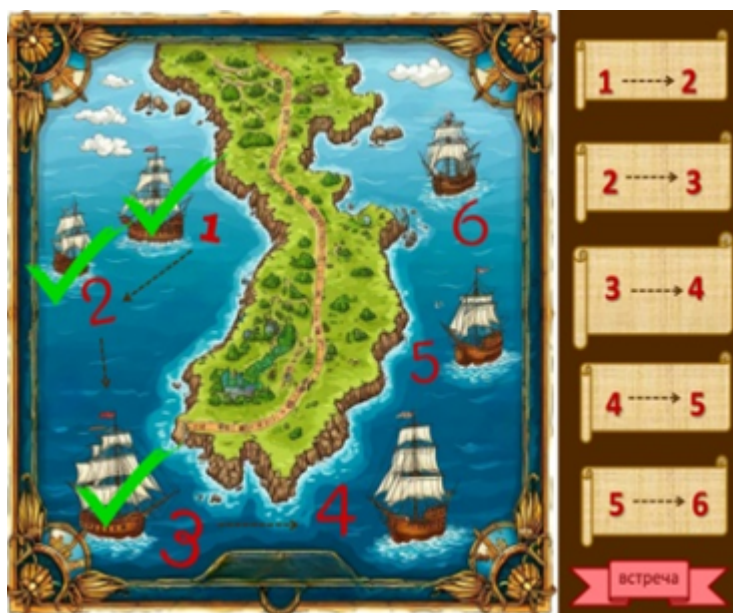 1
2
3
4
5
6
1 -----→ 2
2 -----→ 3
3 -----→ 4
4 -----→ 5
5 -----→ 6
встреча